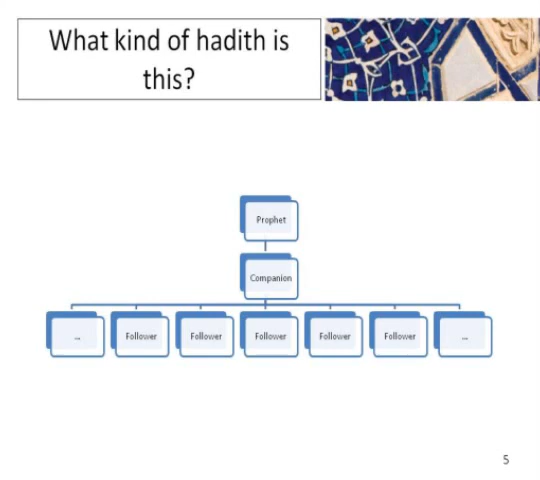 What kind of hadith is
this?
Prophet
Companion
...
Follower
Follower
Follower
Follower
Follower
...
5